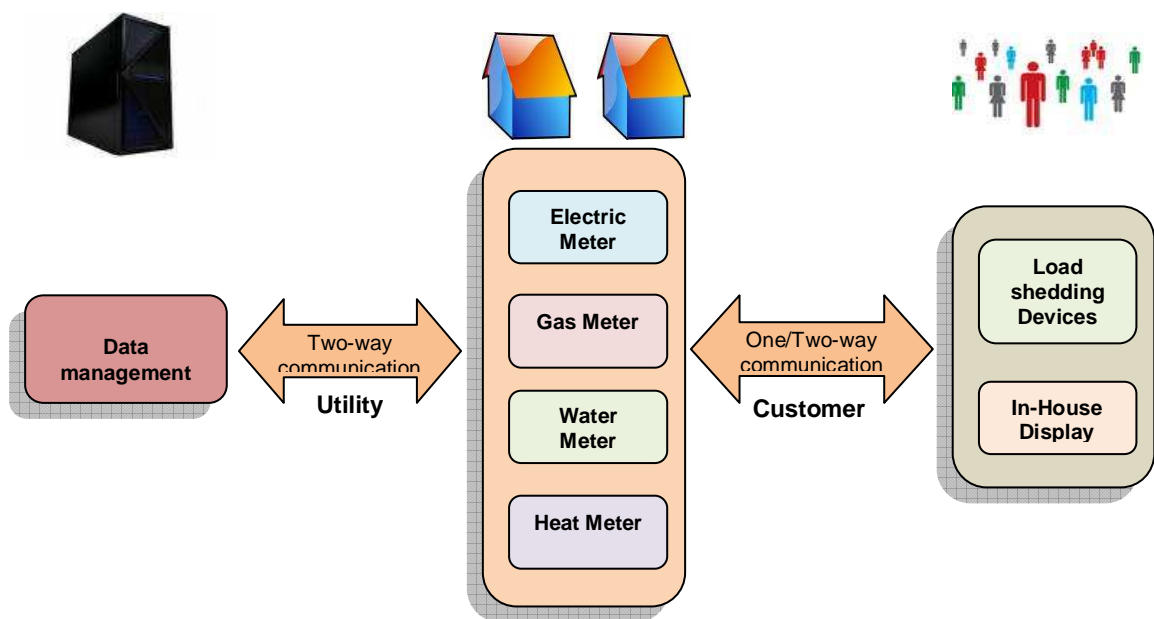 Data
management
Two-way
communication
Utility
Electric
Meter
Gas Meter
Water
Meter
Heat Meter
One/Two-way
communication
Customer
Load
shedding
Devices
In-House
Display